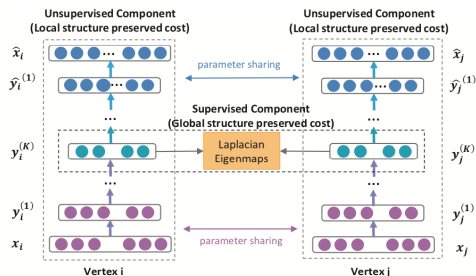 Unsupervised Component
(Local structure preserved cost)
Unsupervised Component
(Local structure preserved cost)
x̂ᵢ
...
...
x̂ⱼ
ŷᵢ⁽¹⁾
...
parameter sharing
...
ŷⱼ⁽¹⁾
...
Supervised Component
(Global structure preserved cost)
...
yᵢ⁽ᴷ⁾
Laplacian
Eigenmaps
yⱼ⁽ᴷ⁾
...
...
yᵢ⁽¹⁾
yⱼ⁽¹⁾
xᵢ
parameter sharing
xⱼ
Vertex i
Vertex j